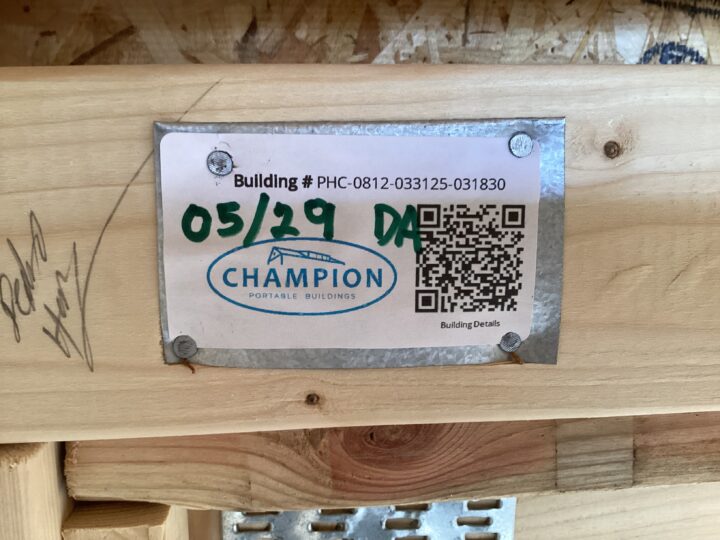 Building # PHC-0812-033125-031830
05/29 DA
CHAMPION
PORTABLE BUILDINGS
Building Details